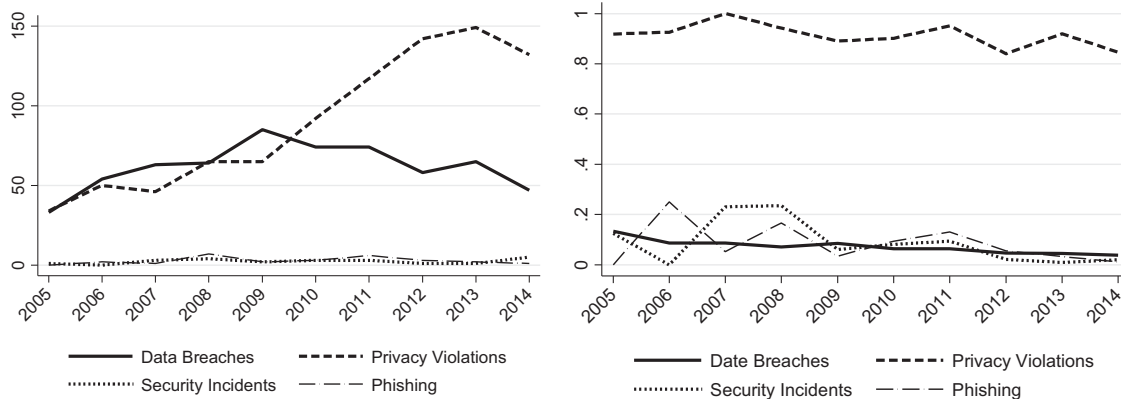 150
100
50
0
2005 2006 2007 2008 2009 2010 2011 2012 2013 2014
Data Breaches Privacy Violations
Security Incidents Phishing
1
.8
.6
.4
.2
0
2005 2006 2007 2008 2009 2010 2011 2012 2013 2014
Date Breaches Privacy Violations
Security Incidents Phishing